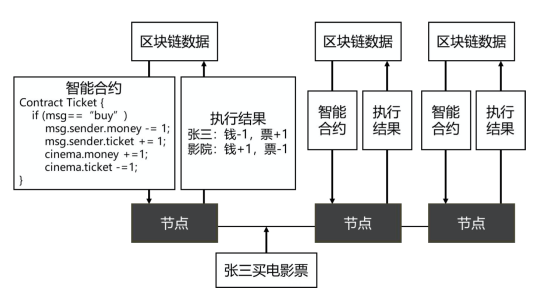 区块链数据
智能合约
Contract Ticket {
if (msg==“buy”)
msg.sender.money -= 1;
msg.sender.ticket += 1;
cinema.money +=1;
cinema.ticket -=1;
}
执行结果
张三：钱-1，票+1
影院：钱+1，票-1
节点
区块链数据
智能
合约
执行
结果
节点
区块链数据
智能
合约
执行
结果
节点
张三买电影票